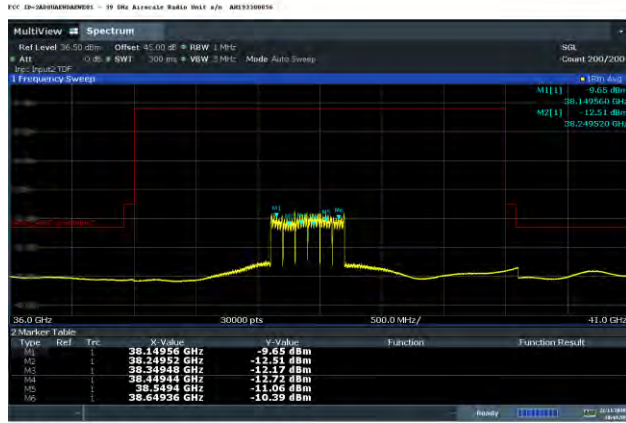 FCC ID=2AD8UAEWDAEWE01 - 39 GHz Airscale Radio Unit s/n
MultiView Spectrum
Ref Level 36.50 dBm Offset 45.00 dB RBW 1 MHz SGL
Att 0 dB SWT 300 ms VBW 3 MHz Mode Auto Sweep Count 200/200
1 Frequency Sweep
M1[1] -9.65 dBm
38.149560 GHz
M2[1] -12.51 dBm
38.249520 GHz
M1
M6
36.0 GHz 30000 pts 500.0 MHz/ 41.0 GHz
2 Marker Table
Type Ref Trc X-Value Y-Value Function Function Result
M1 1 38.14956 GHz -9.65 dBm
M2 1 38.24952 GHz -12.51 dBm
M3 1 38.34948 GHz -12.17 dBm
M4 1 38.44944 GHz -12.72 dBm
M5 1 38.5494 GHz -11.06 dBm
M6 1 38.64936 GHz -10.39 dBm
Ready